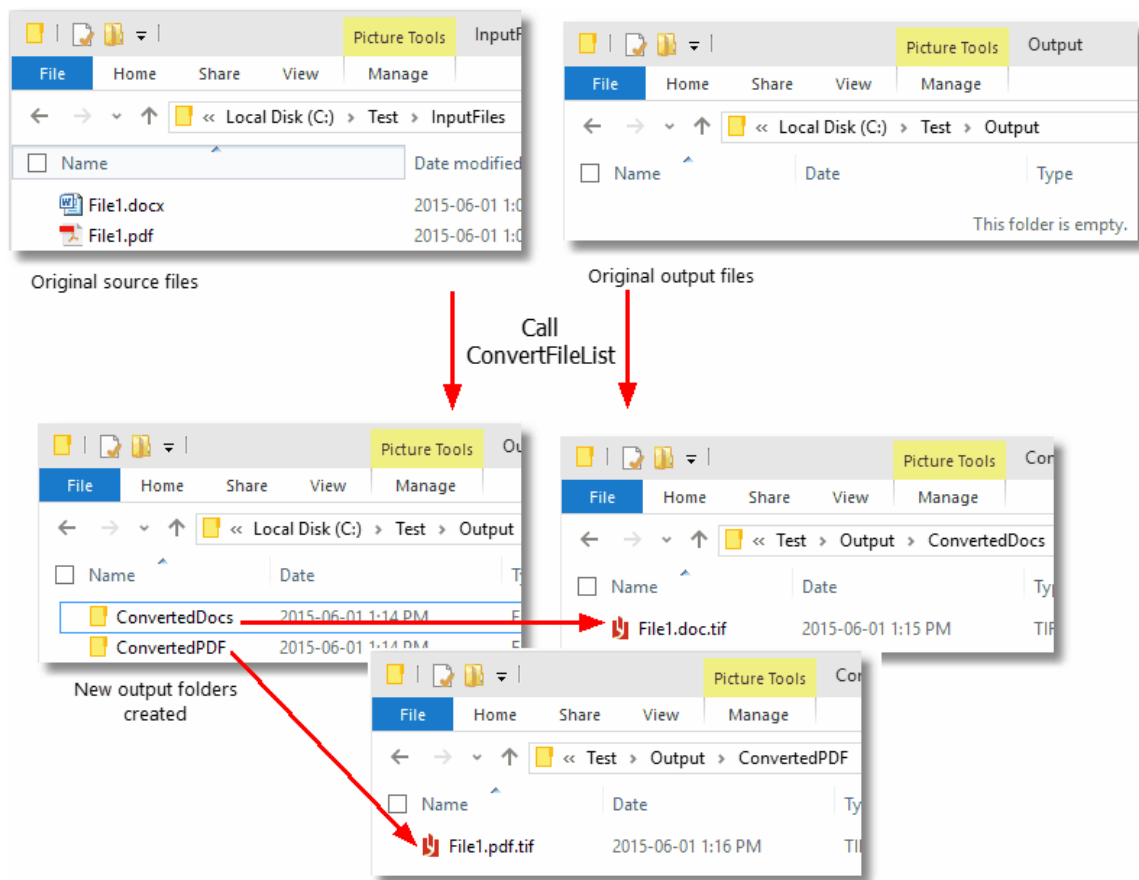 Picture Tools InputF
File Home Share View Manage
« Local Disk (C:) > Test > InputFiles
Name Date modified
File1.docx 2015-06-01 1:0
File1.pdf 2015-06-01 1:0
Original source files
Picture Tools Output
File Home Share View Manage
« Local Disk (C:) > Test > Output
Name Date Type
This folder is empty.
Original output files
Call
ConvertFileList
Picture Tools Ou
File Home Share View Manage
« Local Disk (C:) > Test > Output
Name Date
ConvertedDocs 2015-06-01 1:14 PM
ConvertedPDF 2015-06-01 1:14 PM
New output folders
created
Picture Tools Con
File Home Share View Manage
« Test > Output > ConvertedDocs
Name Date Ty
File1.doc.tif 2015-06-01 1:15 PM TIF
Picture Tools Con
File Home Share View Manage
« Test > Output > ConvertedPDF
Name Date Ty
File1.pdf.tif 2015-06-01 1:16 PM TI